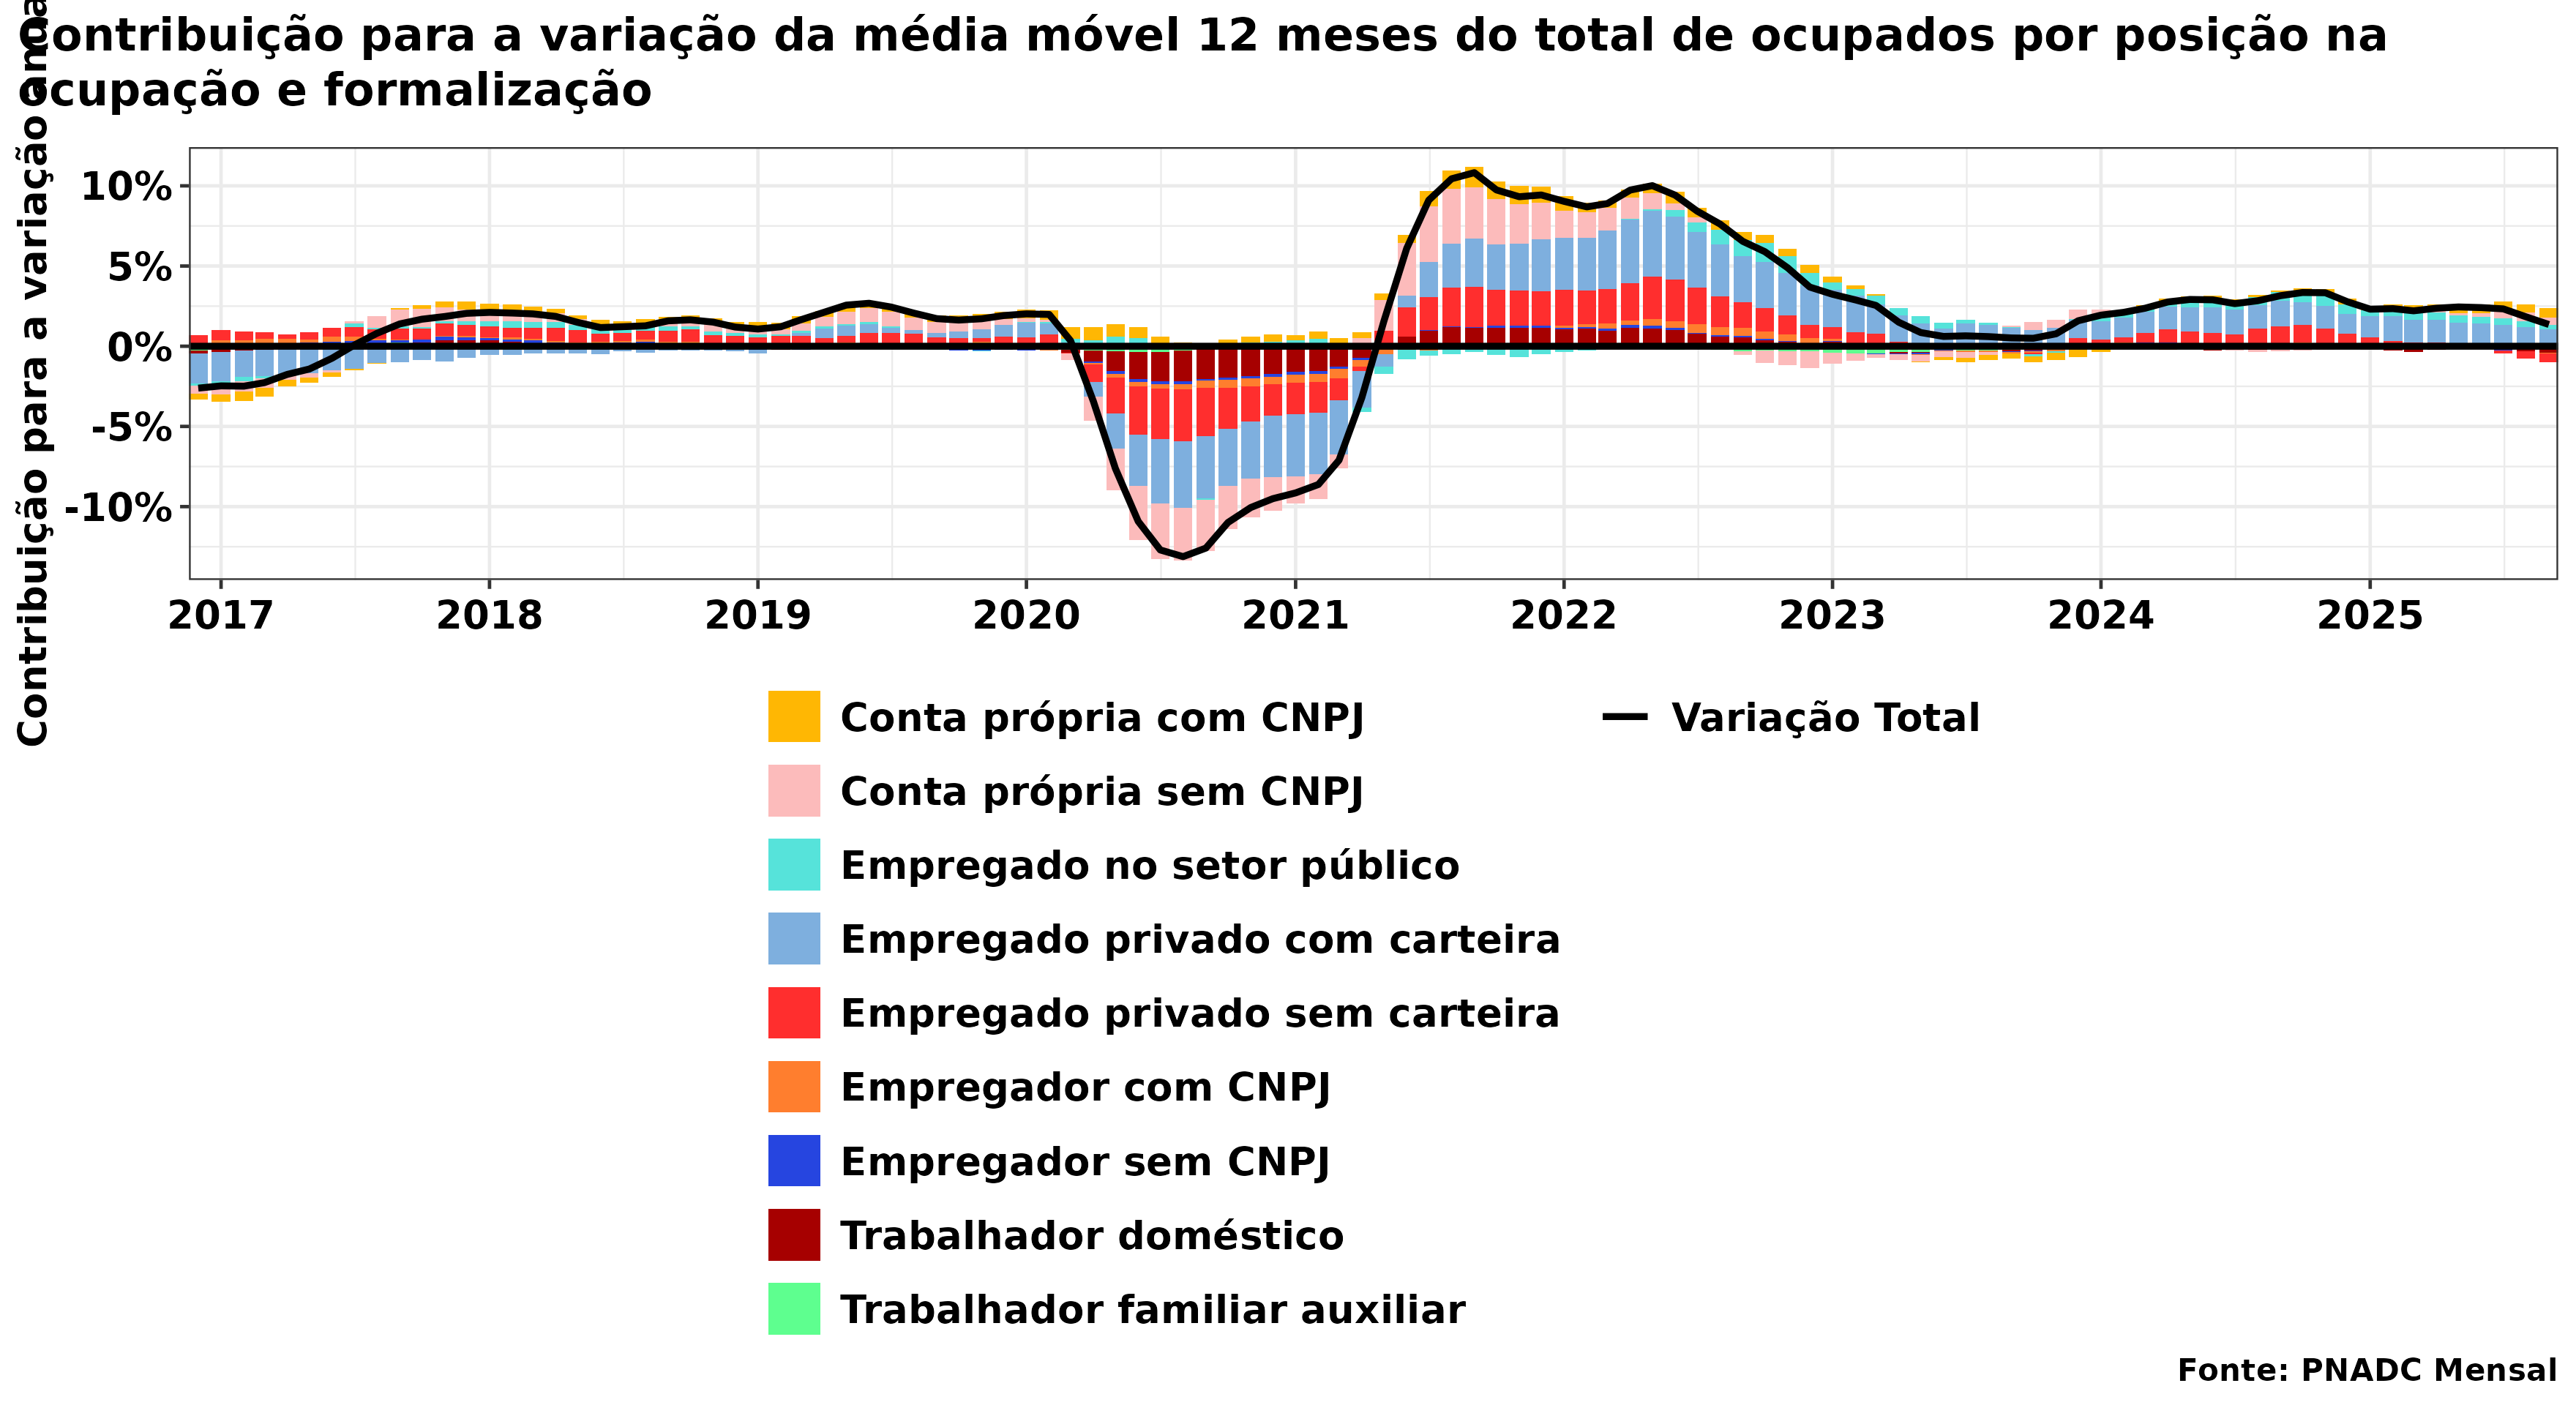 Contribuição para a variação da média móvel 12 meses do total de ocupados por posição na
ocupação e formalização
Contribuição para a variação
10%
5%
0%
-5%
-10%
2017
2018
2019
2020
2021
2022
2023
2024
2025
Conta própria com CNPJ
Variação Total
Conta própria sem CNPJ
Empregado no setor público
Empregado privado com carteira
Empregado privado sem carteira
Empregador com CNPJ
Empregador sem CNPJ
Trabalhador doméstico
Trabalhador familiar auxiliar
Fonte: PNADC Mensal